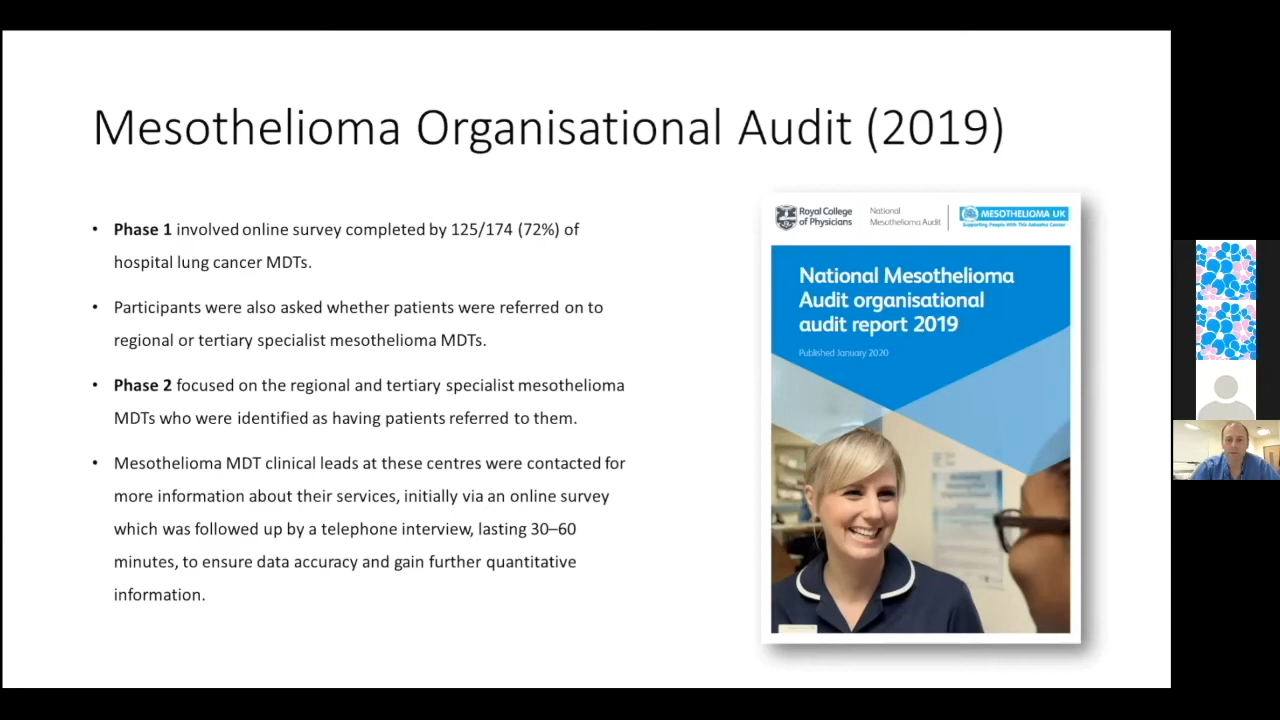 Mesothelioma Organisational Audit (2019)
• Phase 1 involved online survey completed by 125/174 (72%) of
hospital lung cancer MDTs.
• Participants were also asked whether patients were referred on to
regional or tertiary specialist mesothelioma MDTs.
• Phase 2 focused on the regional and tertiary specialist mesothelioma
MDTs who were identified as having patients referred to them.
• Mesothelioma MDT clinical leads at these centres were contacted for
more information about their services, initially via an online survey
which was followed up by a telephone interview, lasting 30–60
minutes, to ensure data accuracy and gain further quantitative
information.
Royal College
of Physicians
National
Mesothelioma Audit
MESOTHELIOMA UK
Supporting People With This Asbestos Cancer
National Mesothelioma
Audit organisational
audit report 2019
Published January 2020